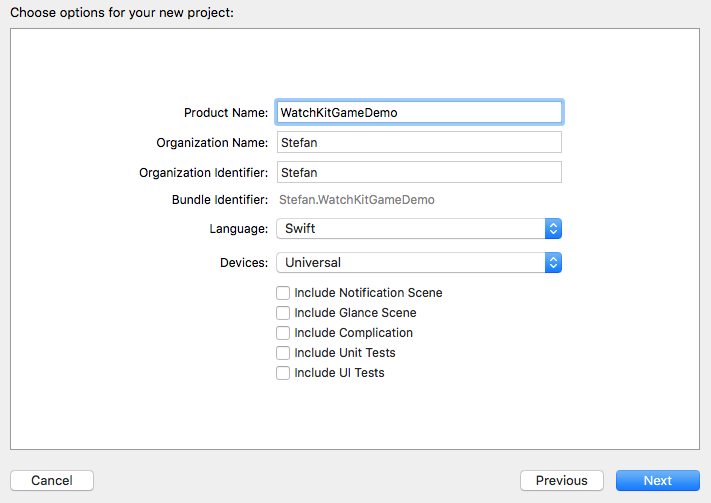 Choose options for your new project:
Product Name: WatchKitGameDemo
Organization Name: Stefan
Organization Identifier: Stefan
Bundle Identifier: Stefan.WatchKitGameDemo
Language: Swift
Devices: Universal
Include Notification Scene
Include Glance Scene
Include Complication
Include Unit Tests
Include UI Tests
Cancel Previous Next